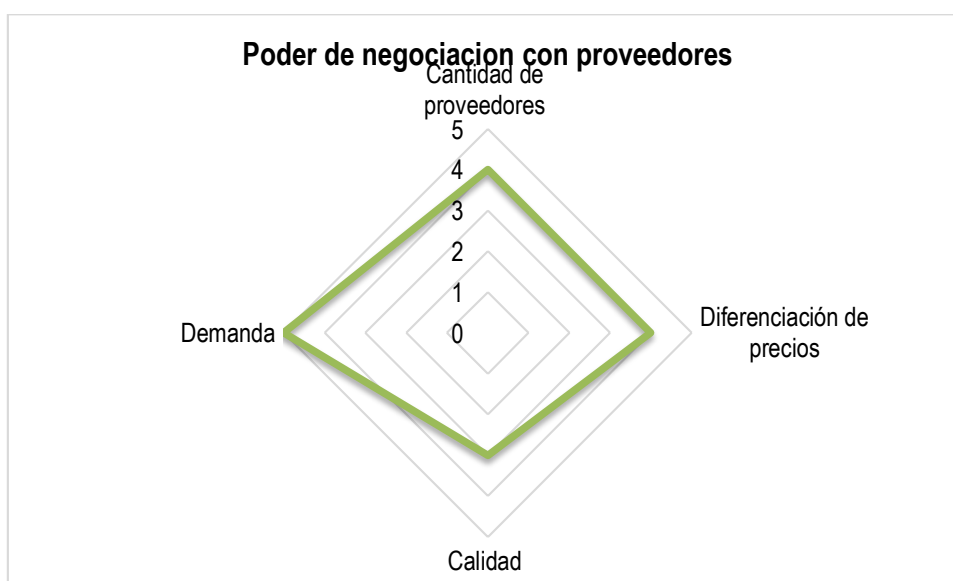 Poder de negociacion con proveedores
Cantidad de
proveedores
5
4
3
2
1
0
Demanda
Diferenciación de
precios
Calidad